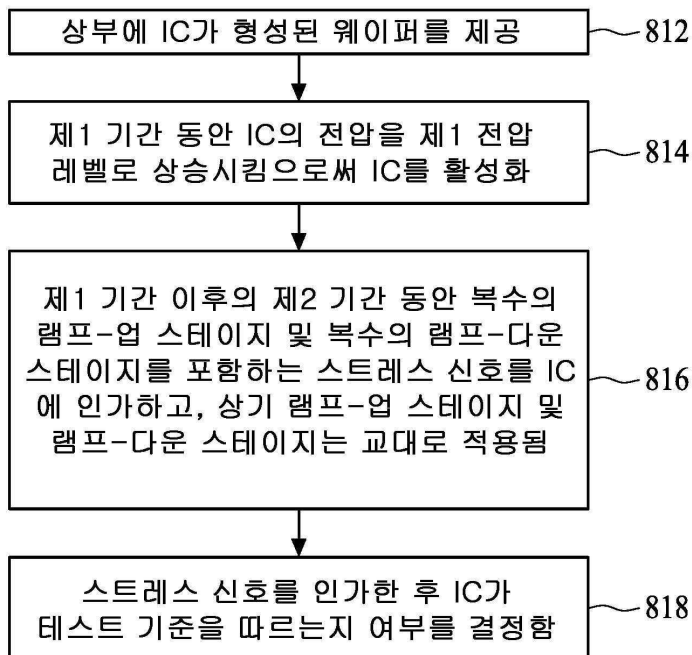 상부에 IC가 형성된 웨이퍼를 제공
812
제1 기간 동안 IC의 전압을 제1 전압
레벨로 상승시킴으로써 IC를 활성화
814
제1 기간 이후의 제2 기간 동안 복수의
램프-업 스테이지 및 복수의 램프-다운
스테이지를 포함하는 스트레스 신호를 IC
에 인가하고, 상기 램프-업 스테이지 및
램프-다운 스테이지는 교대로 적용됨
816
스트레스 신호를 인가한 후 IC가
테스트 기준을 따르는지 여부를 결정함
818